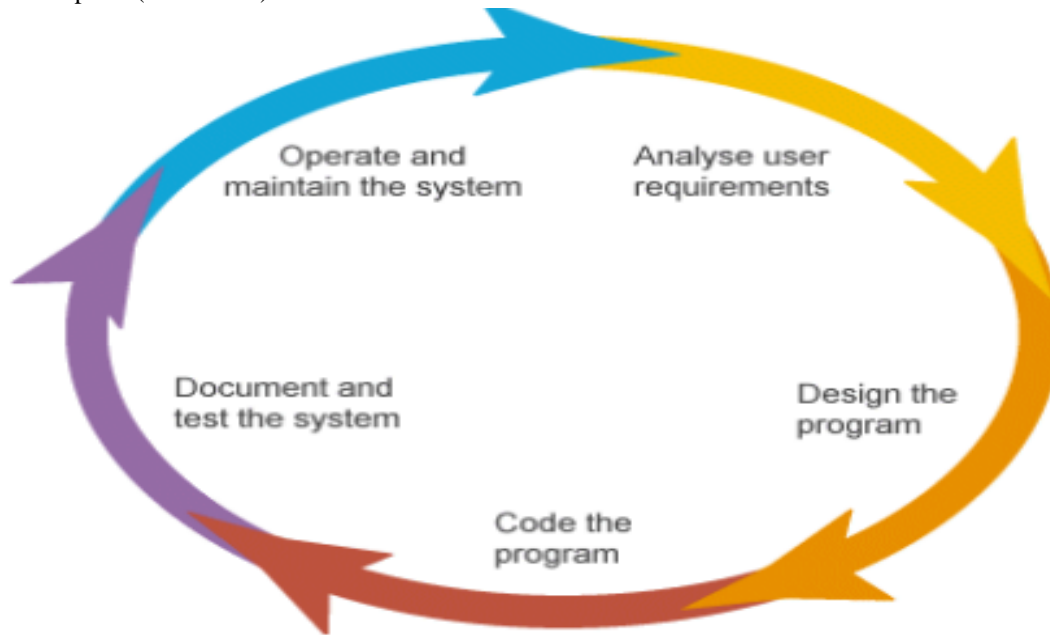 Operate and
maintain the system
Analyse user
requirements
Design the
program
Code the
program
Document and
test the system